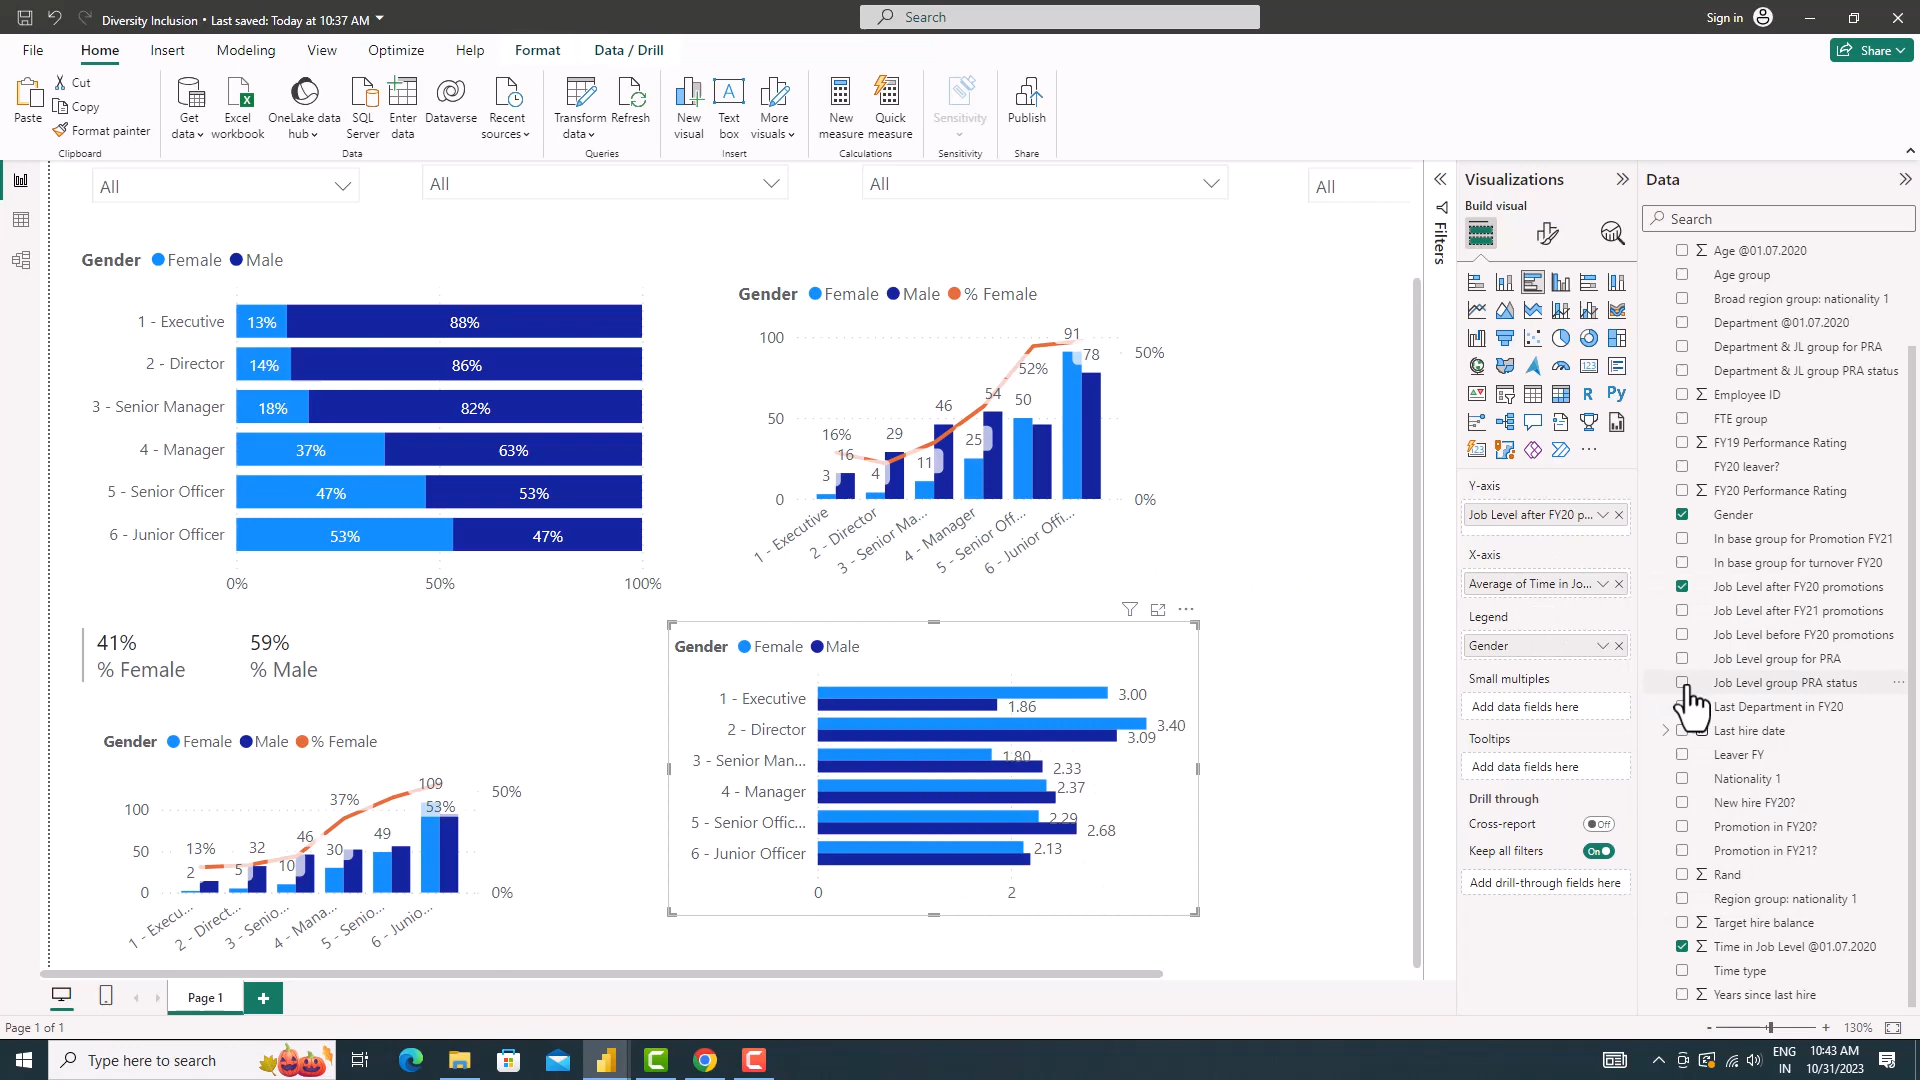 Diversity Inclusion • Last saved: Today at 10:37 AM
Search
Sign in
File Home Insert Modeling View Optimize Help Format Data / Drill
Share
Paste
Cut
Copy
Format painter
Clipboard
Get data
Excel workbook
OneLake data hub
SQL Server
Enter data
Dataverse
Recent sources
Data
Transform data
Refresh
Queries
New visual
Text box
More visuals
Insert
New measure
Quick measure
Calculations
Sensitivity
Sensitivity
Publish
Share
All
All
All
All
Gender Female Male
1 - Executive 13% 88%
2 - Director 14% 86%
3 - Senior Manager 18% 82%
4 - Manager 37% 63%
5 - Senior Officer 47% 53%
6 - Junior Officer 53% 47%
0% 50% 100%
Gender Female Male % Female
100
50
0
50%
0%
16%
3
16
4
29
11
46
25
54
52%
50
91
78
1 - Executive
2 - Director
3 - Senior Ma...
4 - Manager
5 - Senior Off...
6 - Junior Offi...
41%
% Female
59%
% Male
Gender Female Male % Female
100
50
0
50%
0%
13%
2
5
32
10
46
37%
30
49
109
53%
1 - Execu...
2 - Direct...
3 - Senio...
4 - Mana...
5 - Senio...
6 - Junio...
Gender Female Male
1 - Executive 3.00 1.86
2 - Director 3.40 3.09
3 - Senior Man... 1.80 2.33
4 - Manager 2.37
5 - Senior Offic... 2.29 2.68
6 - Junior Officer 2.13
0 2
Filters
Visualizations
Build visual
R Py
123
Y-axis
Job Level after FY20 p...
X-axis
Average of Time in Jo...
Legend
Gender
Small multiples
Add data fields here
Tooltips
Add data fields here
Drill through
Cross-report Off
Keep all filters On
Add drill-through fields here
Data
Search
Age @01.07.2020
Age group
Broad region group: nationality 1
Department @01.07.2020
Department & JL group for PRA
Department & JL group PRA status
Employee ID
FTE group
FY19 Performance Rating
FY20 leaver?
FY20 Performance Rating
Gender
In base group for Promotion FY21
In base group for turnover FY20
Job Level after FY20 promotions
Job Level after FY21 promotions
Job Level before FY20 promotions
Job Level group for PRA
Job Level group PRA status
Last Department in FY20
Last hire date
Leaver FY
Nationality 1
New hire FY20?
Promotion in FY20?
Promotion in FY21?
Rand
Region group: nationality 1
Target hire balance
Time in Job Level @01.07.2020
Time type
Years since last hire
Page 1
Page 1 of 1
- + 130%
Type here to search
ENG
IN
10:43 AM
10/31/2023